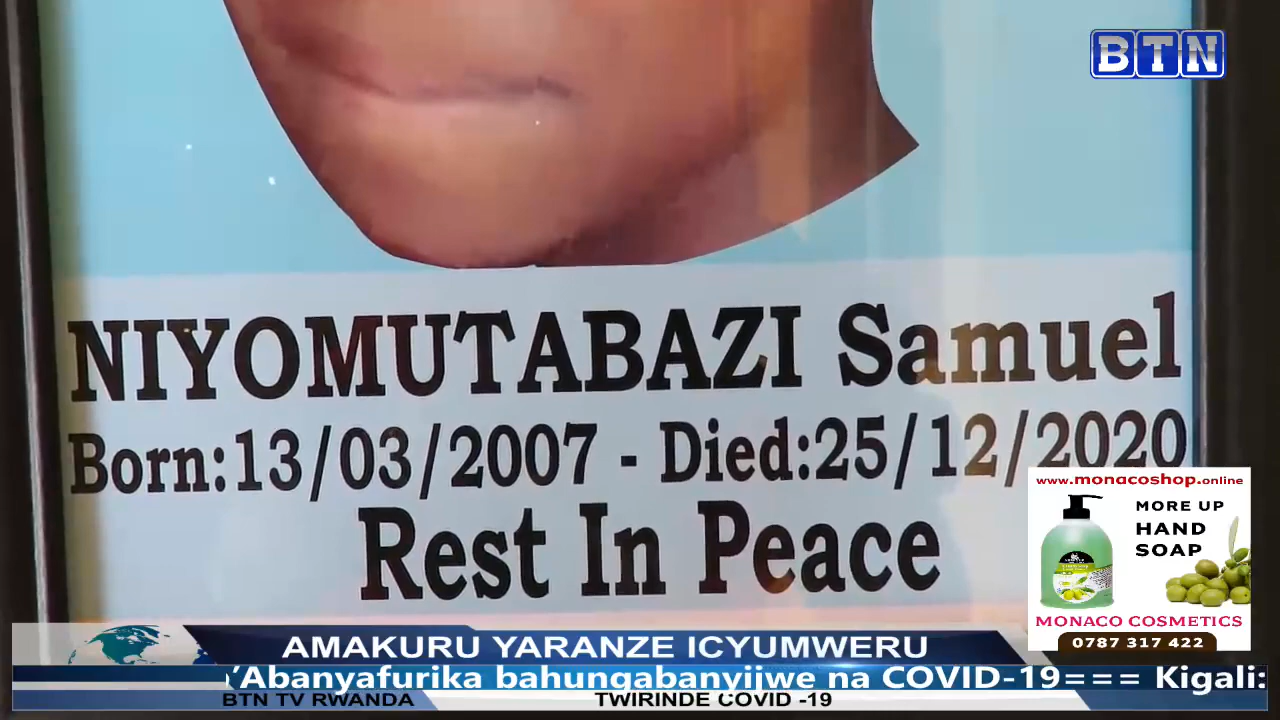 BTN
NIYOMUTABAZI Samuel
Born:13/03/2007 - Died:25/12/2020
Rest In Peace
www.monacoshop.online
MORE UP
HAND
SOAP
MONACO COSMETICS
0787 317 422
AMAKURU YARANZE ICYUMWERU
'Abanyafurika bahungabanyijwe na COVID-19=== Kigali:
BTN TV RWANDA
TWIRINDE COVID -19